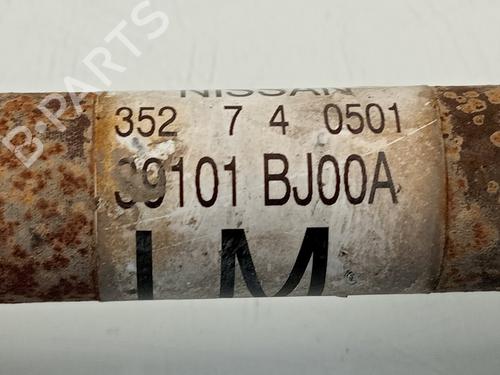 B-PARTS
NISSAN
352 7 4 0501
39101 BJ00A
LM